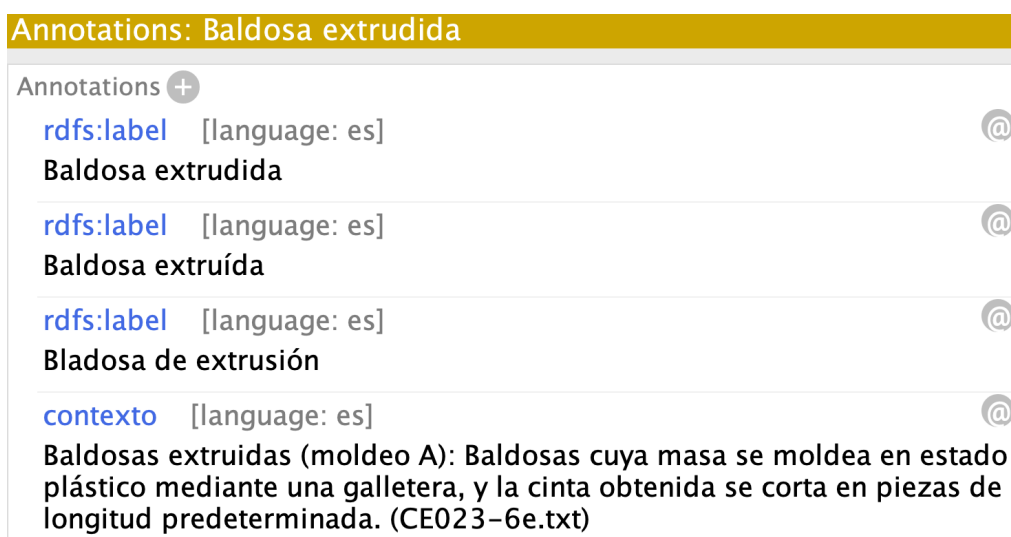 Annotations: Baldosa extrudida
Annotations +
rdfs:label [language: es] @
Baldosa extrudida
rdfs:label [language: es] @
Baldosa extruída
rdfs:label [language: es] @
Bladosa de extrusión
contexto [language: es] @
Baldosas extruidas (moldeo A): Baldosas cuya masa se moldea en estado
plástico mediante una galletera, y la cinta obtenida se corta en piezas de
longitud predeterminada. (CE023-6e.txt)